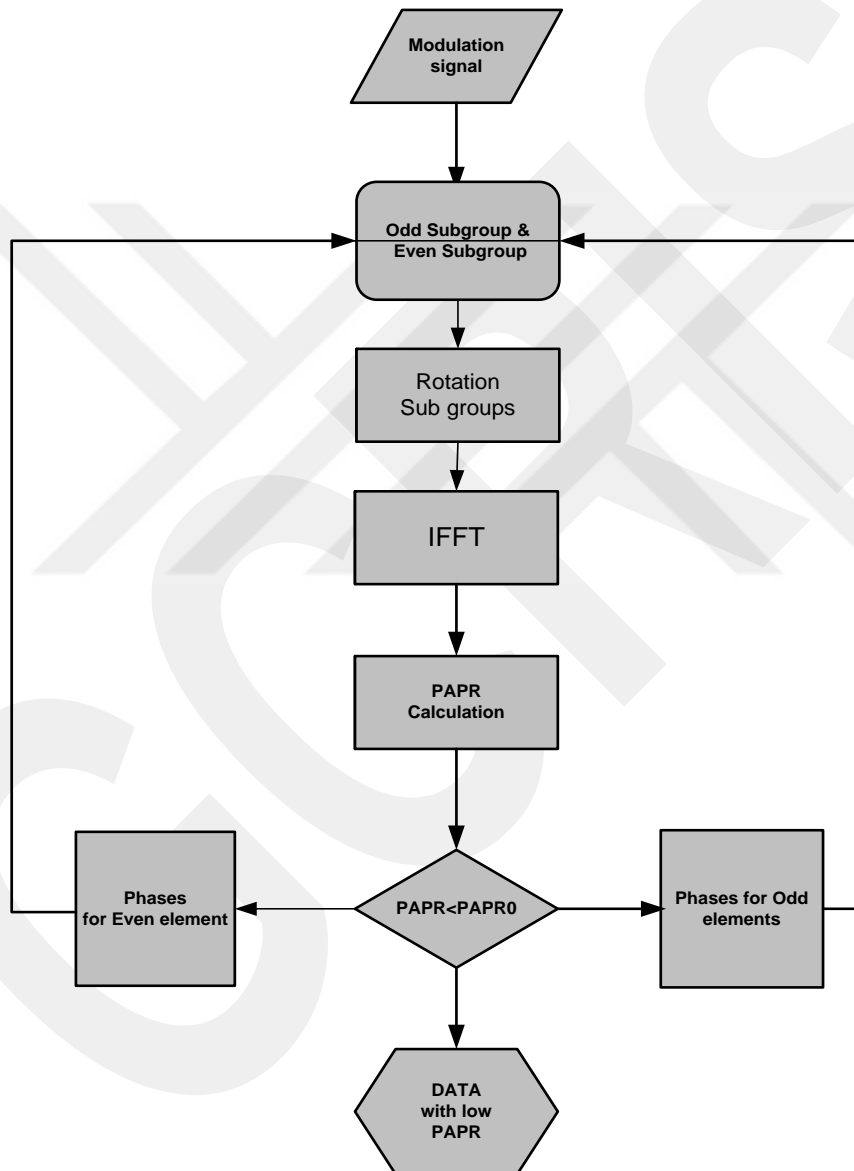 Modulation
signal
Odd Subgroup &
Even Subgroup
Rotation
Sub groups
IFFT
PAPR
Calculation
PAPR<PAPR0
Phases
for Even element
Phases for Odd
elements
DATA
with low
PAPR